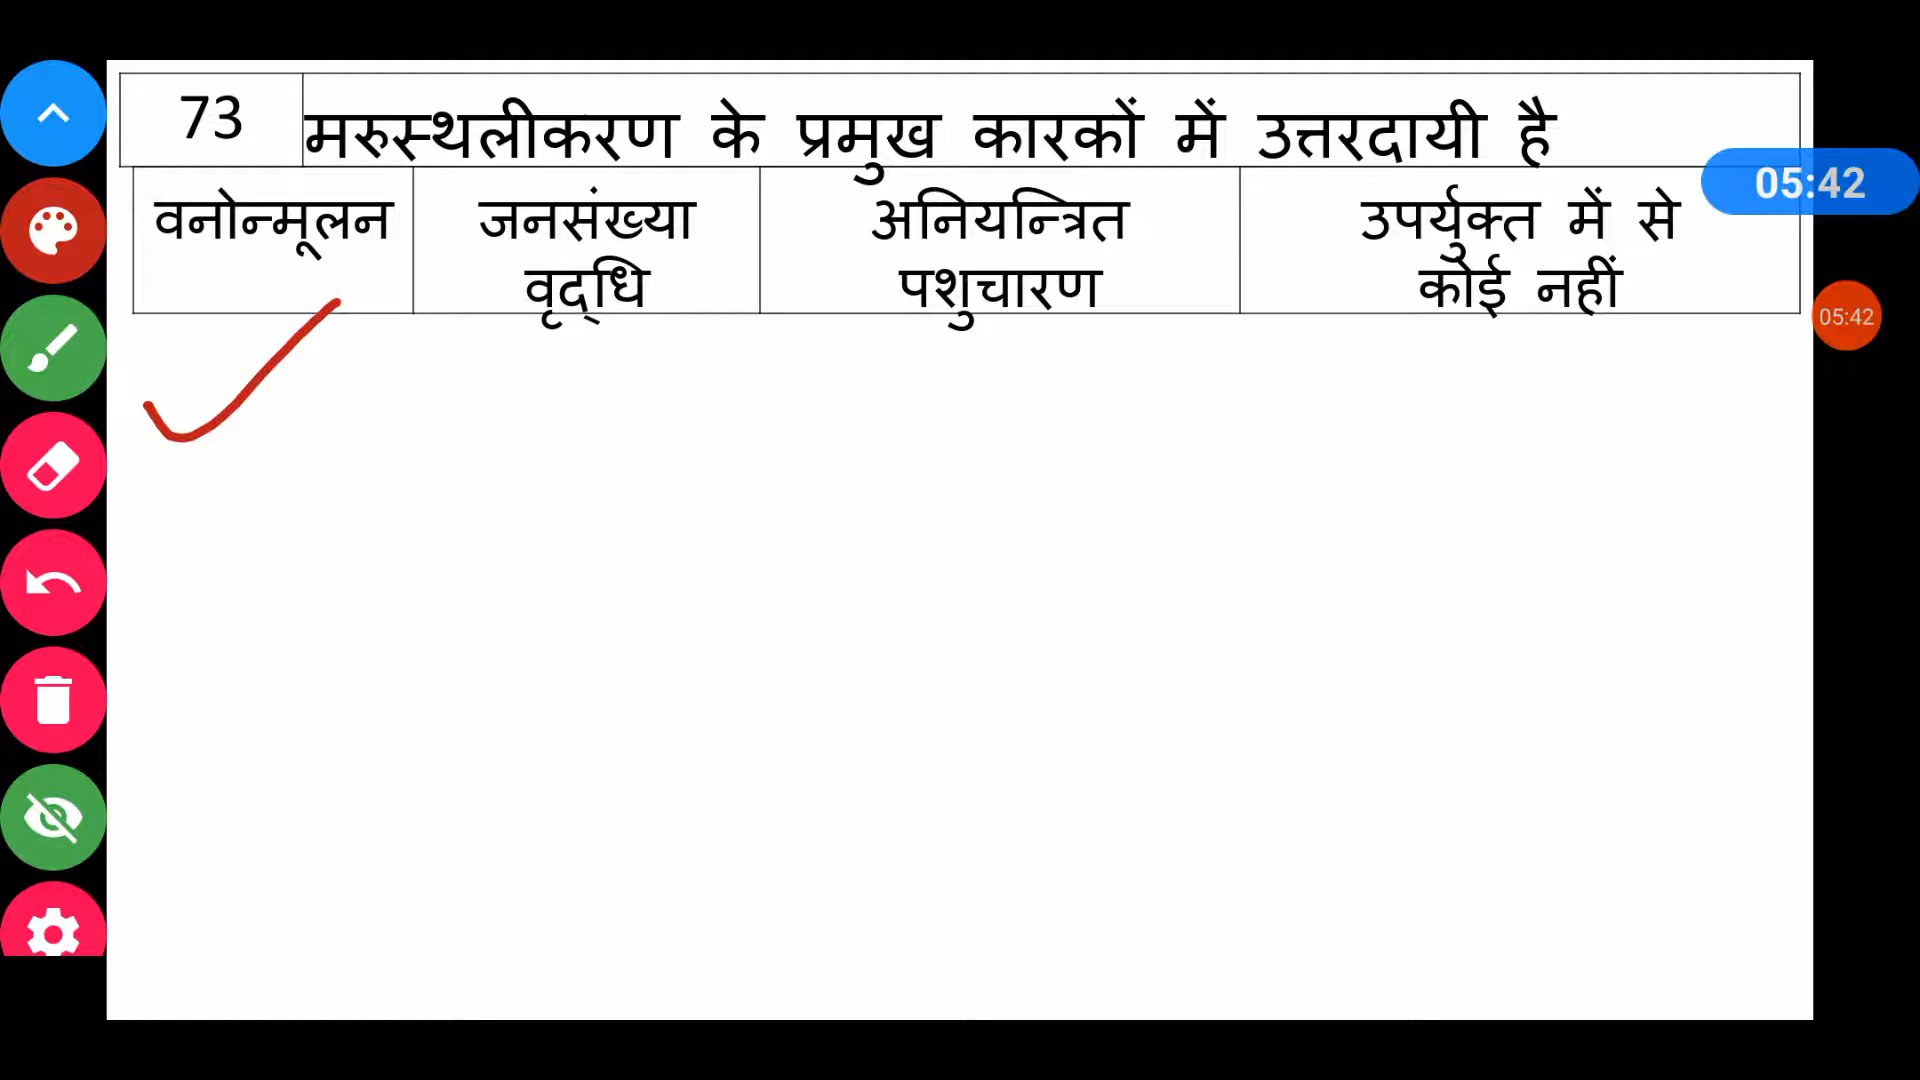 73 मरुस्थलीकरण के प्रमुख कारकों में उत्तरदायी है
05:42
वनोन्मूलन जनसंख्या अनियन्त्रित उपर्युक्त में से
वृद्धि पशुचारण कोई नहीं
05:42